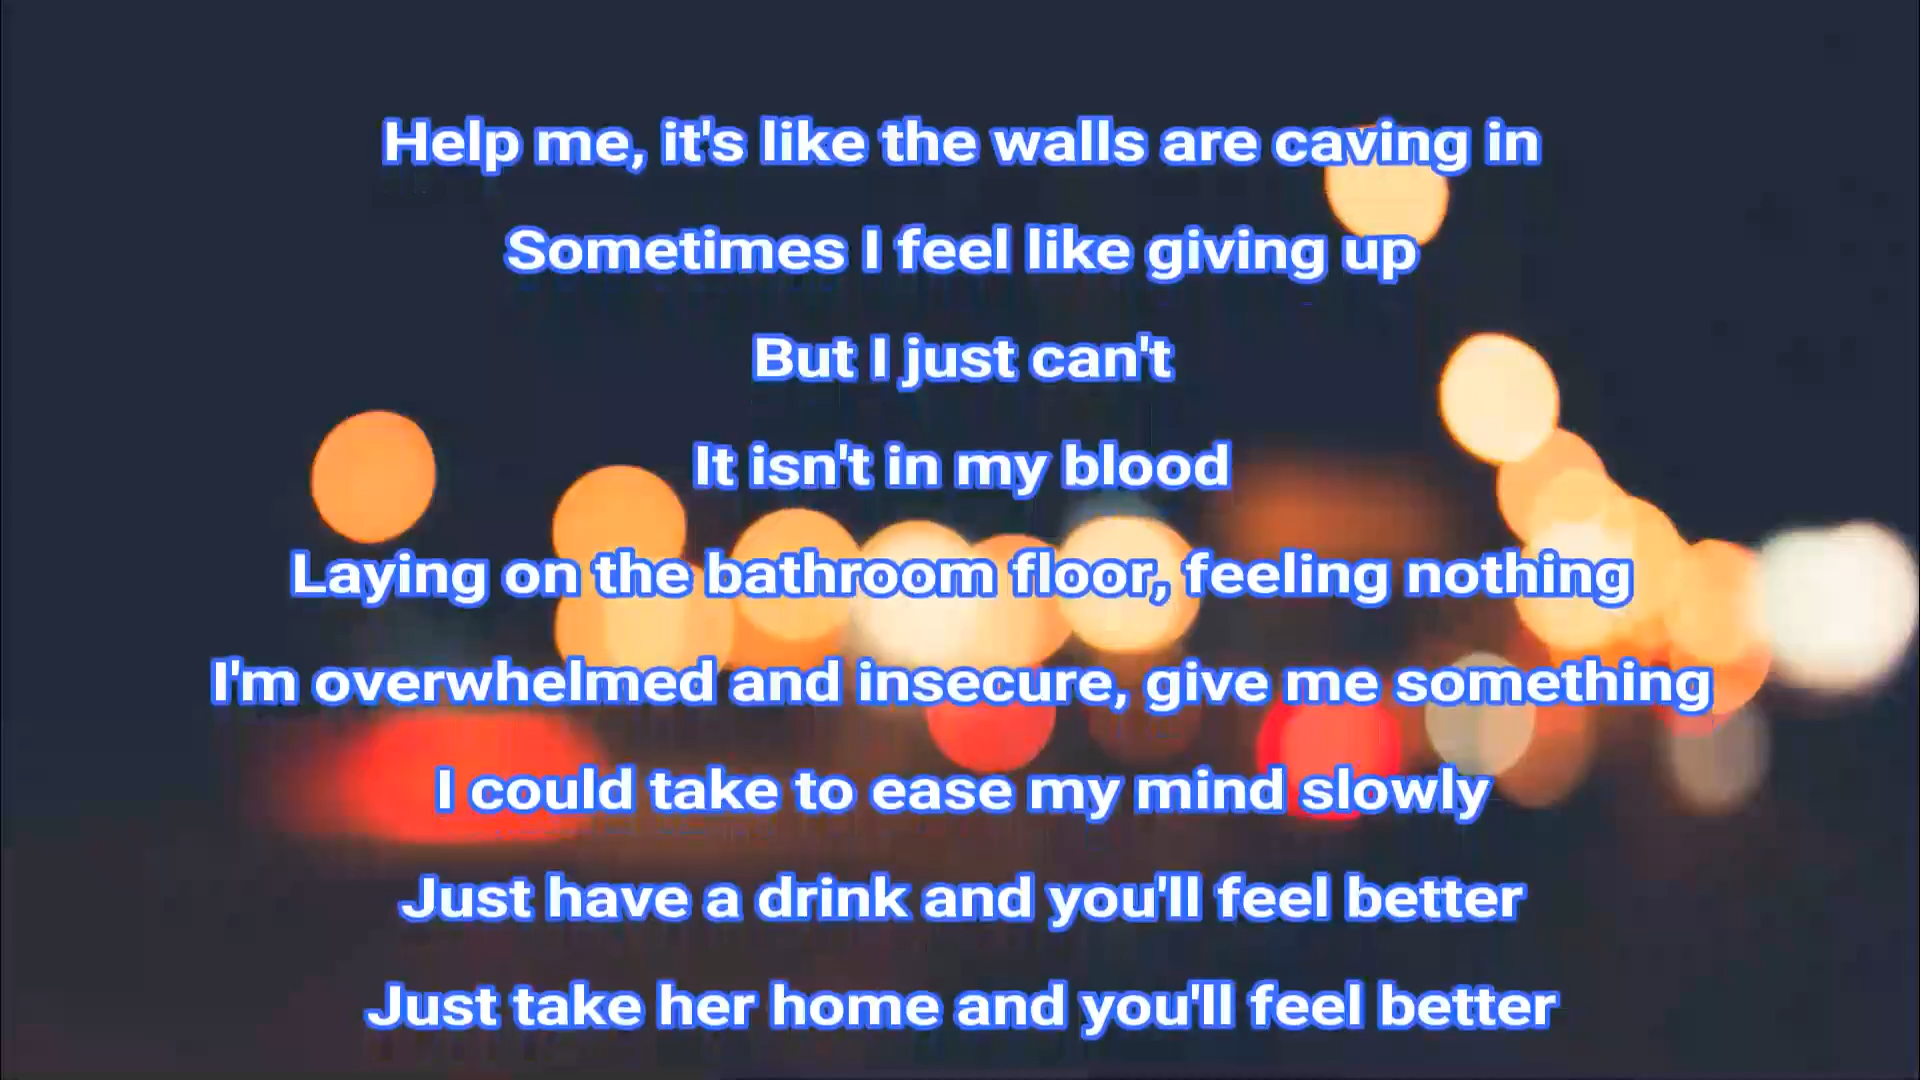 Help me, it's like the walls are caving in
Sometimes I feel like giving up
But I just can't
It isn't in my blood
Laying on the bathroom floor, feeling nothing
I'm overwhelmed and insecure, give me something
I could take to ease my mind slowly
Just have a drink and you'll feel better
Just take her home and you'll feel better